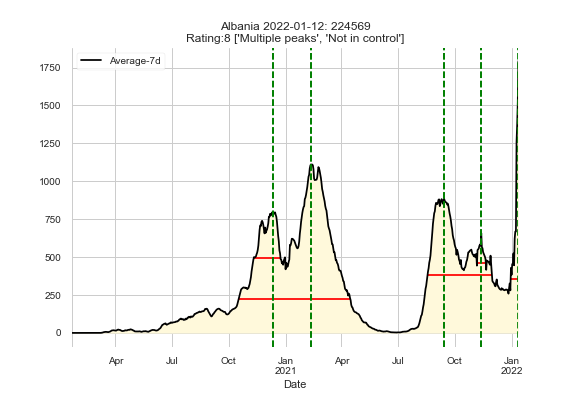 Albania 2022-01-12: 224569
Rating:8 ['Multiple peaks', 'Not in control']
Average-7d
1750
1500
1250
1000
750
500
250
0
Apr Jul Oct Jan Apr Jul Oct Jan
2021 2022
Date